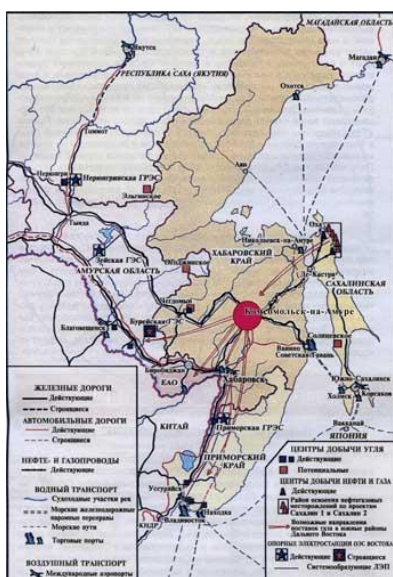 МАГАДАНСКАЯ ОБЛАСТЬ
Якутск
Магадан
РЕСПУБЛИКА САХА (ЯКУТИЯ)
Охотск
Томмот
Аян
Нерюнгри
Нерюнгринская ГРЭС
Эльгинское
Тында
Оха
Николаевск-на-Амуре
Зейская ГЭС
ХАБАРОВСКИЙ
КРАЙ
АМУРСКАЯ ОБЛАСТЬ
Де-Кастри
САХАЛИНСКАЯ
ОБЛАСТЬ
Ургал
Комсомольск-на-Амуре
Благовещенск
Бурейская ГЭС
Солнцевское
Ванино
Советская Гавань
Биробиджан
ЕАО
Хабаровск
Южно-Сахалинск
Холмск
Корсаков
Вакканай
ЯПОНИЯ
КИТАЙ
Приморская ГРЭС
ПРИМОРСКИЙ
КРАЙ
Уссурийск
КНДР
Владивосток
Находка
ЖЕЛЕЗНЫЕ ДОРОГИ
Действующие
Строящиеся
АВТОМОБИЛЬНЫЕ ДОРОГИ
Действующие
Строящиеся
НЕФТЕ- И ГАЗОПРОВОДЫ
Действующие
ВОДНЫЙ ТРАНСПОРТ
Судоходные участки рек
Морские железнодорожные
паромные переправы
Морские пути
Торговые порты
ВОЗДУШНЫЙ ТРАНСПОРТ
Международные аэропорты
ЦЕНТРЫ ДОБЫЧИ УГЛЯ
Действующие
Потенциальные
ЦЕНТРЫ ДОБЫЧИ НЕФТИ И ГАЗА
Действующие
Район освоения нефтегазовых
месторождений по проектам
Сахалин 1 и Сахалин 2
Возможные направления
поставок газа в южные районы
Дальнего Востока
ОПОРНЫЕ ЭЛЕКТРОСТАНЦИИ ОЭС ВОСТОКА
Действующие
Строящиеся
Системообразующие ЛЭП